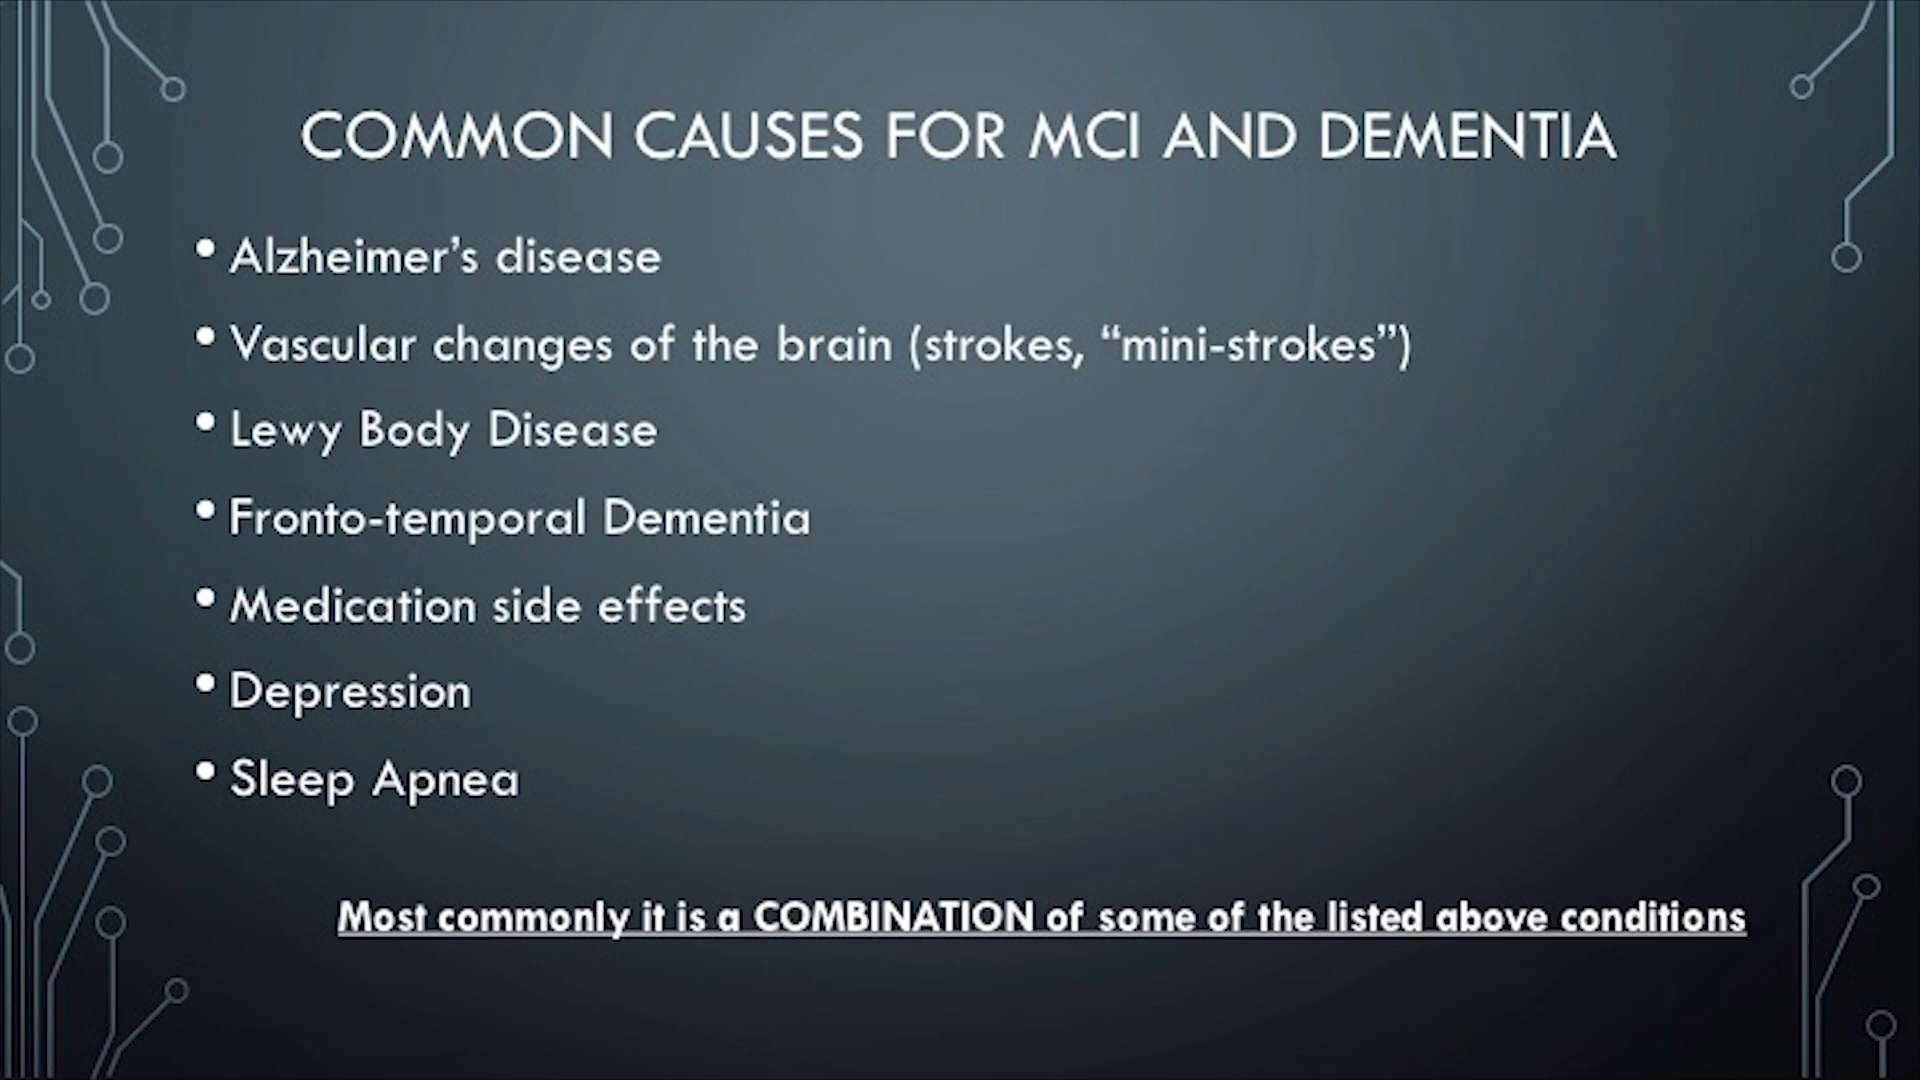 COMMON CAUSES FOR MCI AND DEMENTIA
• Alzheimer’s disease
• Vascular changes of the brain (strokes, “mini-strokes”)
• Lewy Body Disease
• Fronto-temporal Dementia
• Medication side effects
• Depression
• Sleep Apnea
Most commonly it is a COMBINATION of some of the listed above conditions